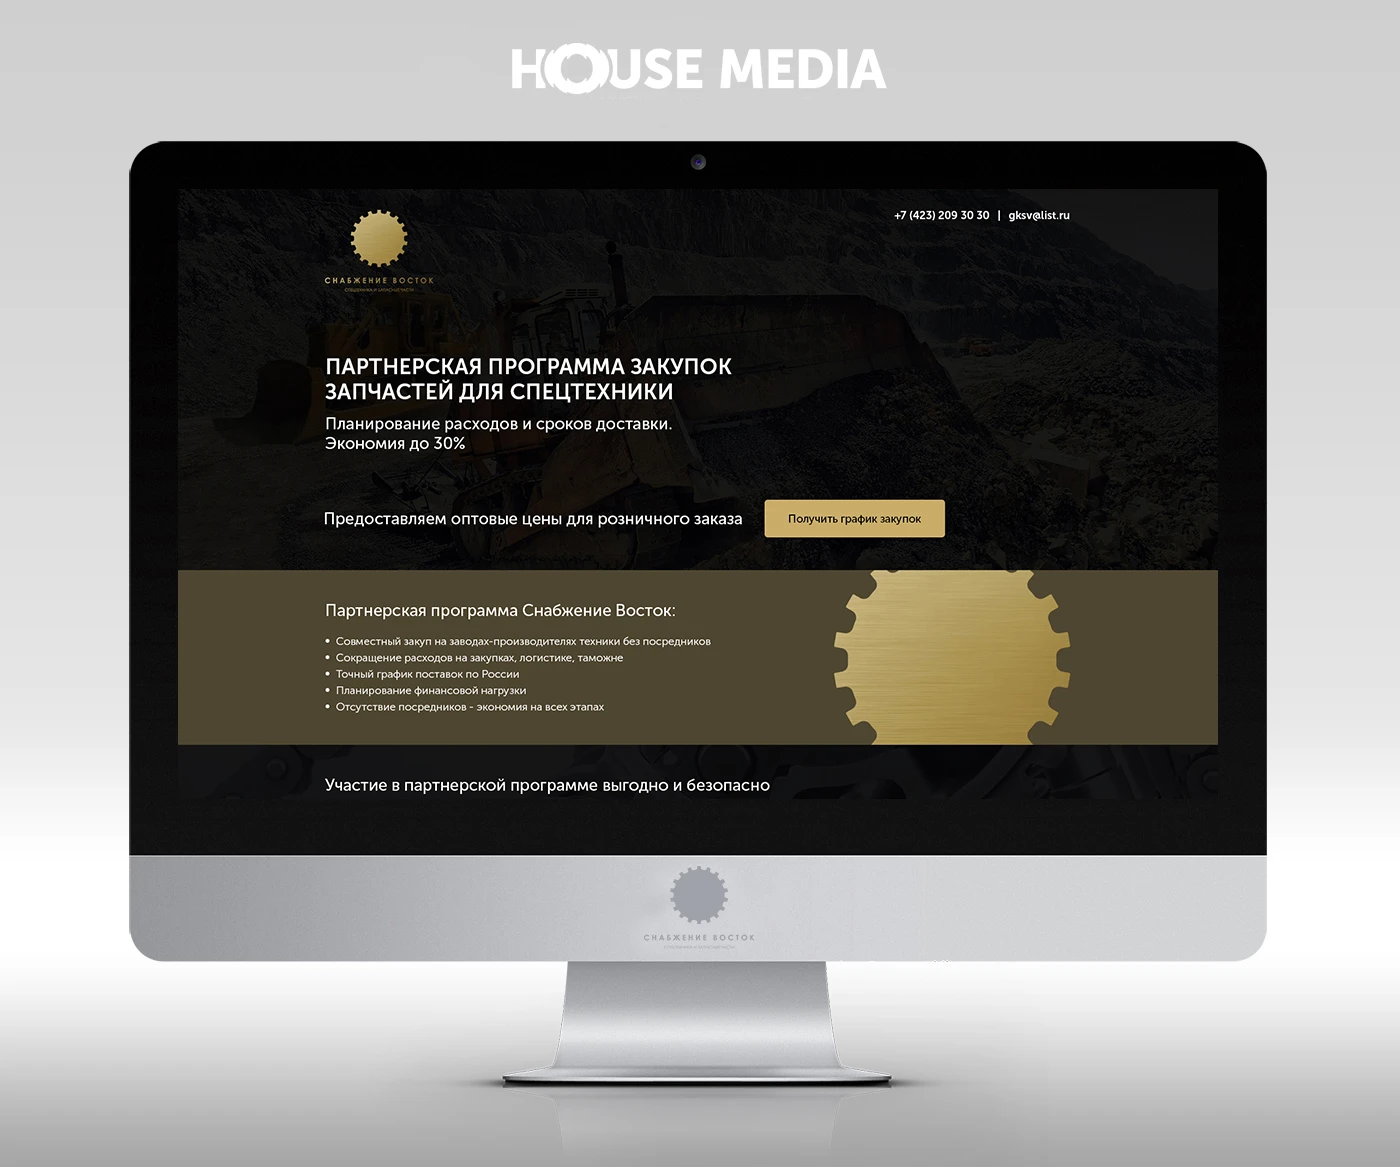 HOUSE MEDIA
+7 (423) 209 30 30 | gksv@list.ru
СНАБЖЕНИЕ ВОСТОК
ПАРТНЕРСКАЯ ПРОГРАММА ЗАКУПОК
ЗАПЧАСТЕЙ ДЛЯ СПЕЦТЕХНИКИ
Планирование расходов и сроков доставки.
Экономия до 30%
Предоставляем оптовые цены для розничного заказа
Получить график закупок
Партнерская программа Снабжение Восток:
• Совместный закуп на заводах-производителях техники без посредников
• Сокращение расходов на закупках, логистике, таможне
• Точный график поставок по России
• Планирование финансовой нагрузки
• Отсутствие посредников - экономия на всех этапах
Участие в партнерской программе выгодно и безопасно
СНАБЖЕНИЕ ВОСТОК